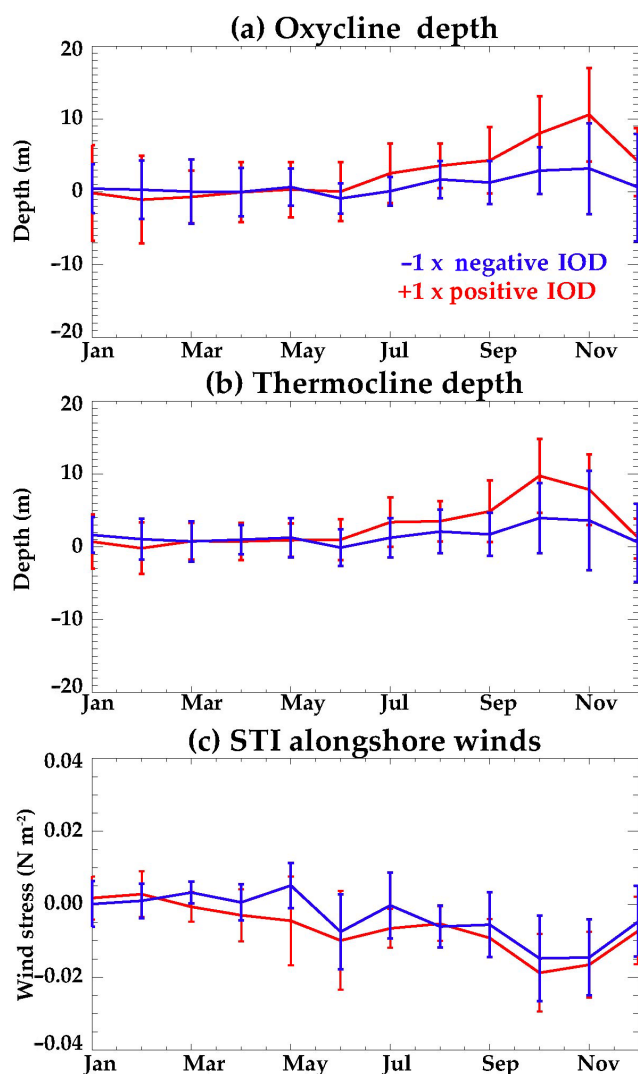 (a) Oxycline depth
20
10
0
−10
−20
Depth (m)
−1 x negative IOD
+1 x positive IOD
Jan Mar May Jul Sep Nov
(b) Thermocline depth
20
10
0
−10
−20
Depth (m)
Jan Mar May Jul Sep Nov
(c) STI alongshore winds
0.04
0.02
0.00
−0.02
−0.04
Wind stress (N m⁻²)
Jan Mar May Jul Sep Nov